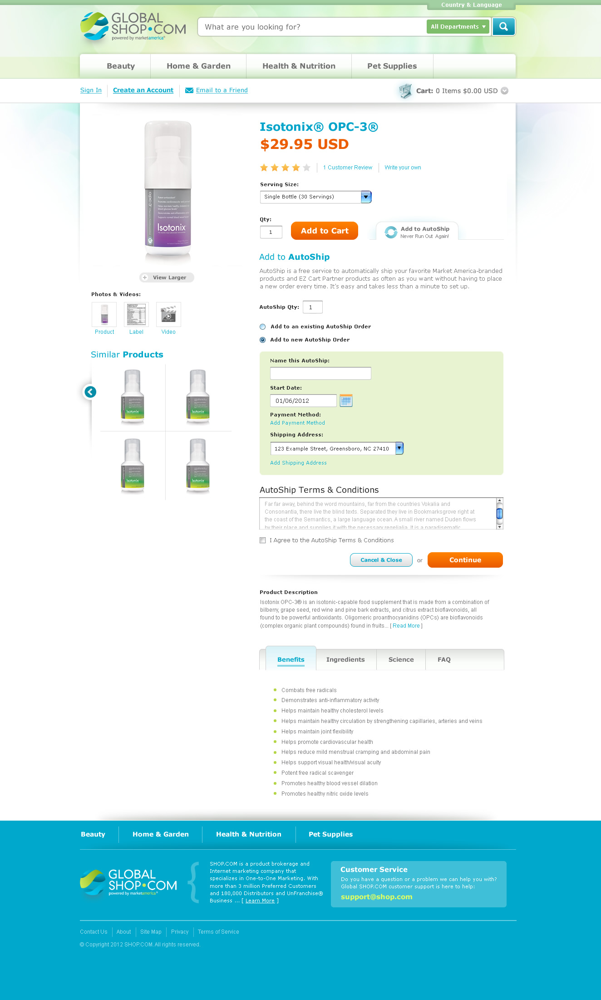 Country & Language
GLOBAL
SHOP•COM
powered by marketamerica®
What are you looking for?
All Departments
Beauty
Home & Garden
Health & Nutrition
Pet Supplies
Sign In
Create an Account
Email to a Friend
Cart: 0 Items $0.00 USD
opc-3®
Patent antioxidant*
Isotonix®
View Larger
Photos & Videos:
Product
Label
Video
Similar Products
Isotonix
Isotonix
Isotonix
Isotonix
Isotonix® OPC-3®
$29.95 USD
1 Customer Review
Write your own
Serving Size:
Single Bottle (30 Servings)
Qty:
1
Add to Cart
Add to AutoShip
Never Run Out Again!
Add to AutoShip
AutoShip is a free service to automatically ship your favorite Market America-branded
products and EZ Cart Partner products as often as you want without having to place
a new order every time. It's easy and takes less than a minute to set up.
AutoShip Qty:
1
Add to an existing AutoShip Order
Add to new AutoShip Order
Name this AutoShip:
Start Date:
01/06/2012
Payment Method:
Add Payment Method
Shipping Address:
123 Example Street, Greensboro, NC 27410
Add Shipping Address
AutoShip Terms & Conditions
Far far away, behind the word mountains, far from the countries Vokalia and
Consonantia, there live the blind texts. Separated they live in Bookmarksgrove right at
the coast of the Semantics, a large language ocean. A small river named Duden flows
by their place and supplies it with the necessary regelialia. It is a paradisematic
I Agree to the AutoShip Terms & Conditions
Cancel & Close
or
Continue
Product Description
Isotonix OPC-3® is an isotonic-capable food supplement that is made from a combination of
bilberry, grape seed, red wine and pine bark extracts, and citrus extract bioflavonoids, all
found to be powerful antioxidants. Oligomeric proanthocyanidins (OPCs) are bioflavonoids
(complex organic plant compounds) found in fruits... [ Read More ]
Benefits
Ingredients
Science
FAQ
Combats free radicals
Demonstrates anti-inflammatory activity
Helps maintain healthy cholesterol levels
Helps maintain healthy circulation by strengthening capillaries, arteries and veins
Helps maintain joint flexibility
Helps promote cardiovascular health
Helps reduce mild menstrual cramping and abdominal pain
Helps support visual health/visual acuity
Potent free radical scavenger
Promotes healthy blood vessel dilation
Promotes healthy nitric oxide levels
Beauty
Home & Garden
Health & Nutrition
Pet Supplies
GLOBAL
SHOP•COM
powered by marketamerica®
SHOP.COM is a product brokerage and
Internet marketing company that
specializes in One-to-One Marketing. With
more than 3 million Preferred Customers
and 180,000 Distributors and UnFranchise®
Business ... [ Learn More ]
Customer Service
Do you have a question or a problem we can help you with?
Global SHOP.COM customer support is here to help:
support@shop.com
Contact Us
About
Site Map
Privacy
Terms of Service
© Copyright 2012 SHOP.COM. All rights reserved.